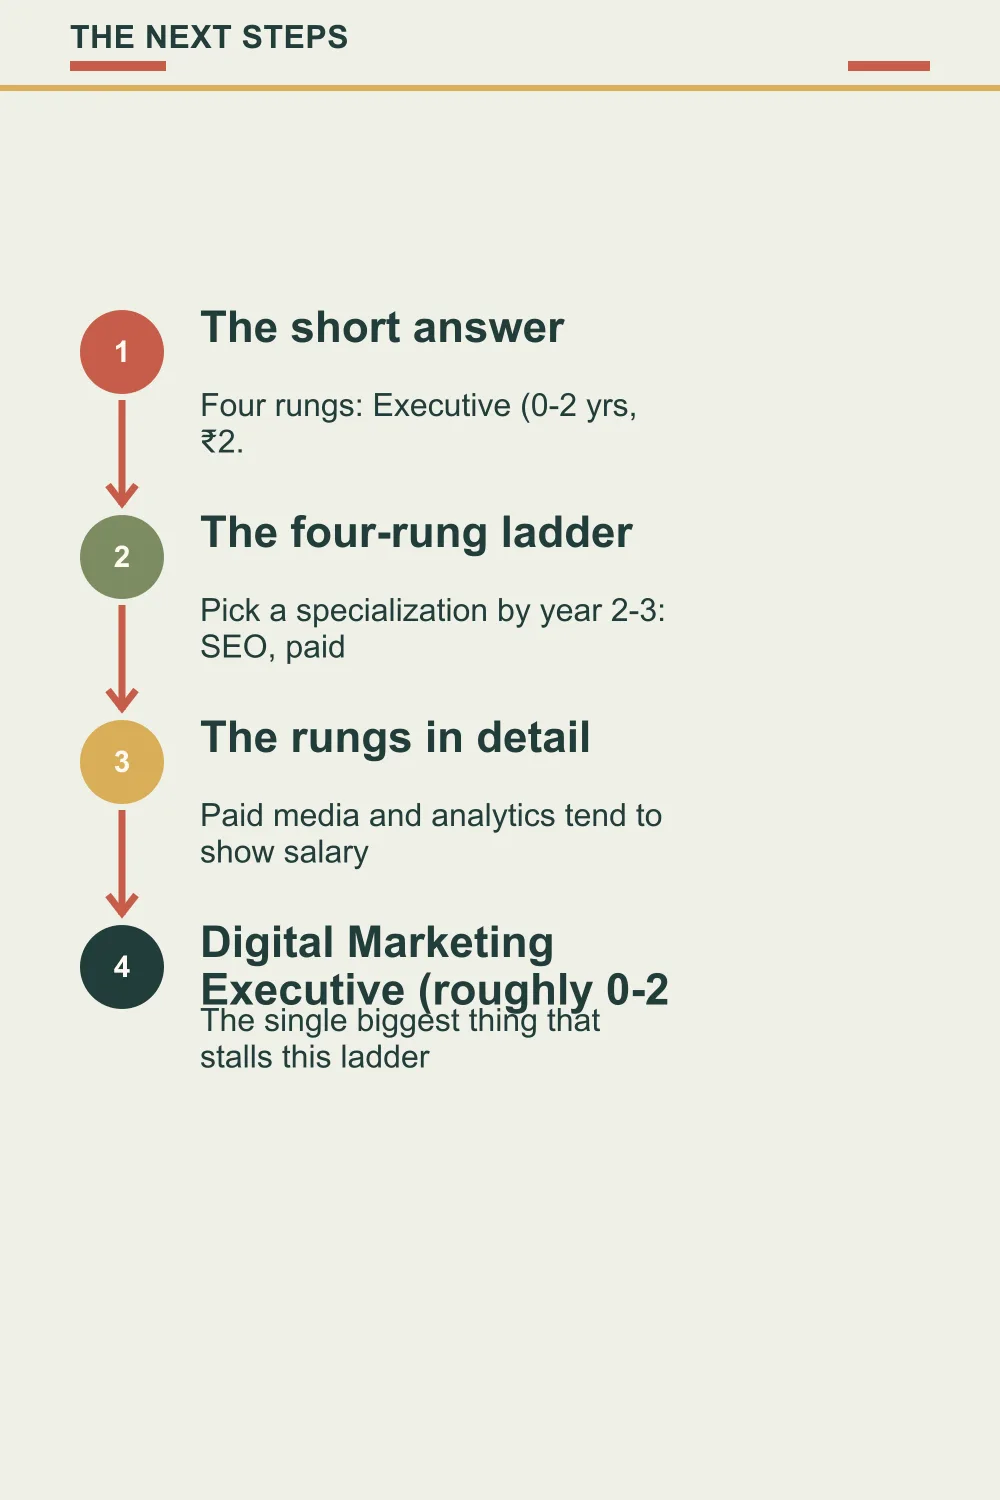 THE NEXT STEPS
1
The short answer
Four rungs: Executive (0-2 yrs,
₹2.
2
The four-rung ladder
Pick a specialization by year 2-3:
SEO, paid
3
The rungs in detail
Paid media and analytics tend to
show salary
4
Digital Marketing
Executive (roughly 0-2
The single biggest thing that
stalls this ladder